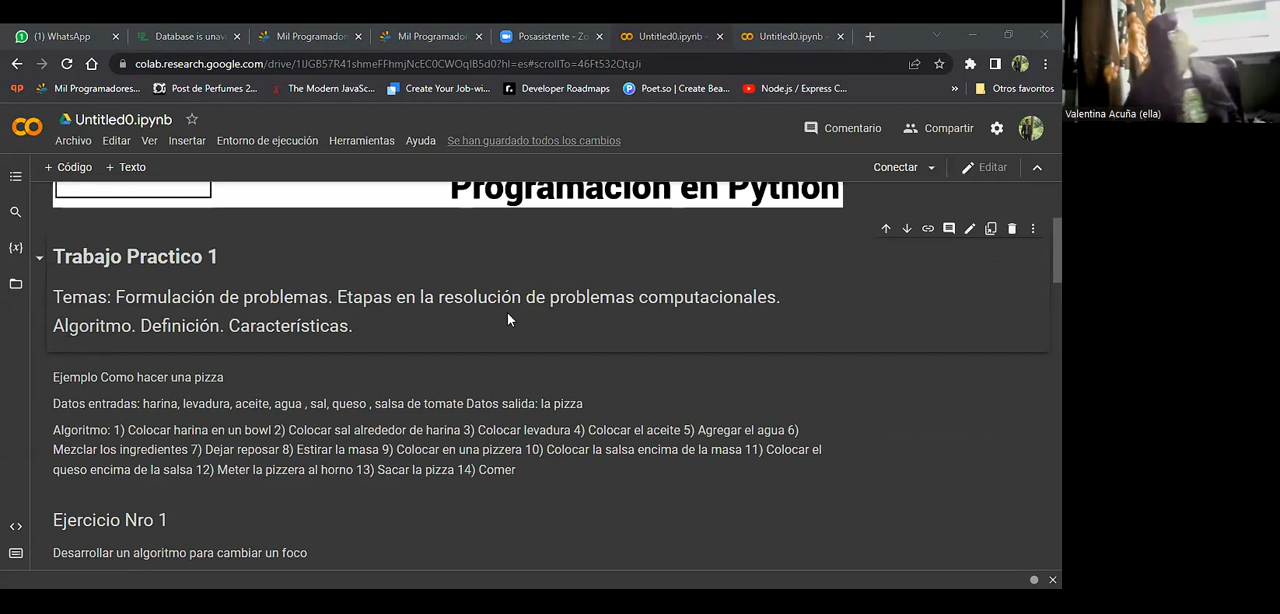 (1) WhatsApp
Database is unav
Mil Programador
Mil Programador
Posasistente - Zo
Untitled0.ipynb -
Untitled0.ipynb -
colab.research.google.com/drive/1IJGB57R41shmeFFhmjNcEC0CWOqIB5d0?hl=es#scrollTo=46Ft532QtgJi
qp
Mil Programadores...
Post de Perfumes 2...
The Modern JavaSc...
Create Your Job-wi...
r.
Developer Roadmaps
Poet.so | Create Bea...
Node.js / Express C...
»
Otros favoritos
Valentina Acuña (ella)
Untitled0.ipynb
Comentario
Compartir
Archivo Editar Ver Insertar Entorno de ejecución Herramientas Ayuda Se han guardado todos los cambios
+ Código + Texto
Conectar
Editar
Programación en Python
{x}
Trabajo Practico 1
Temas: Formulación de problemas. Etapas en la resolución de problemas computacionales.
Algoritmo. Definición. Características.
Ejemplo Como hacer una pizza
Datos entradas: harina, levadura, aceite, agua , sal, queso , salsa de tomate Datos salida: la pizza
Algoritmo: 1) Colocar harina en un bowl 2) Colocar sal alrededor de harina 3) Colocar levadura 4) Colocar el aceite 5) Agregar el agua 6)
Mezclar los ingredientes 7) Dejar reposar 8) Estirar la masa 9) Colocar en una pizzera 10) Colocar la salsa encima de la masa 11) Colocar el
queso encima de la salsa 12) Meter la pizzera al horno 13) Sacar la pizza 14) Comer
Ejercicio Nro 1
Desarrollar un algoritmo para cambiar un foco